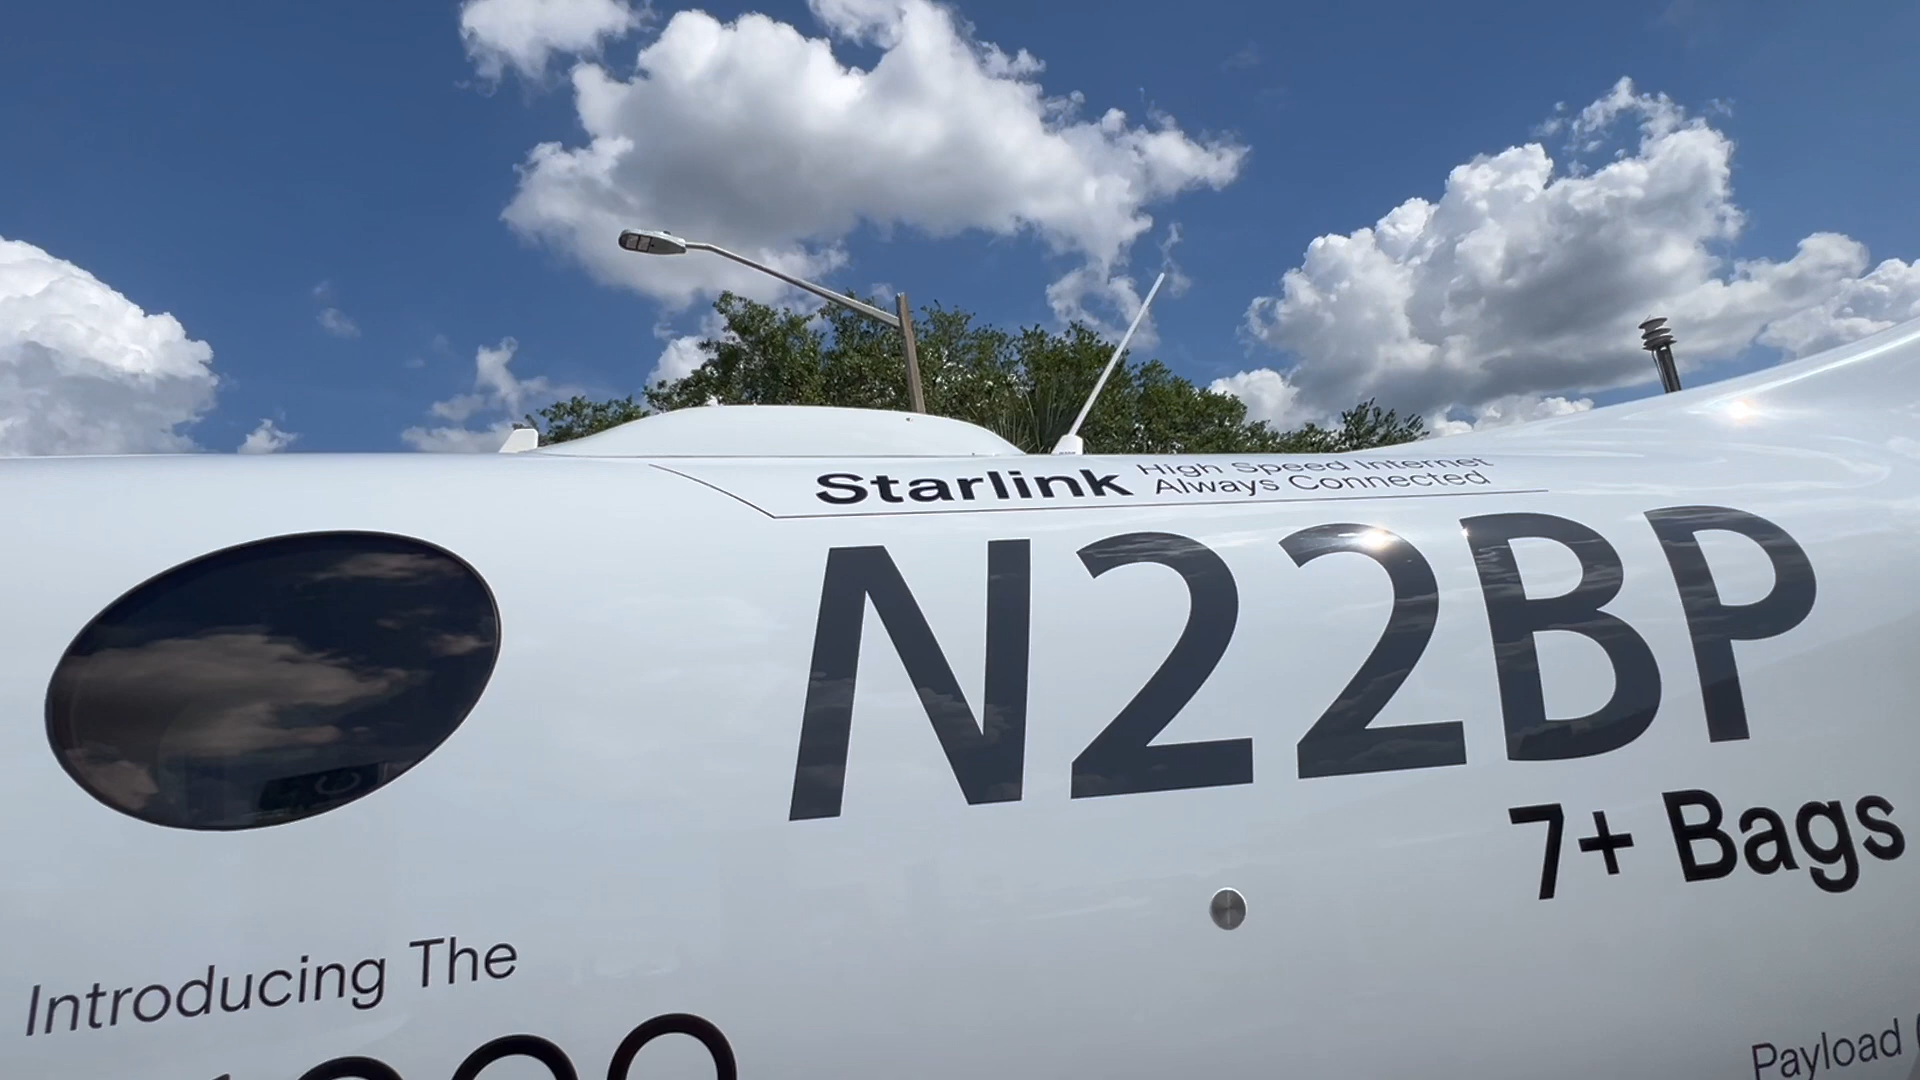 Starlink
High Speed Internet
Always Connected
N22BP
7+ Bags
Introducing The
Payload